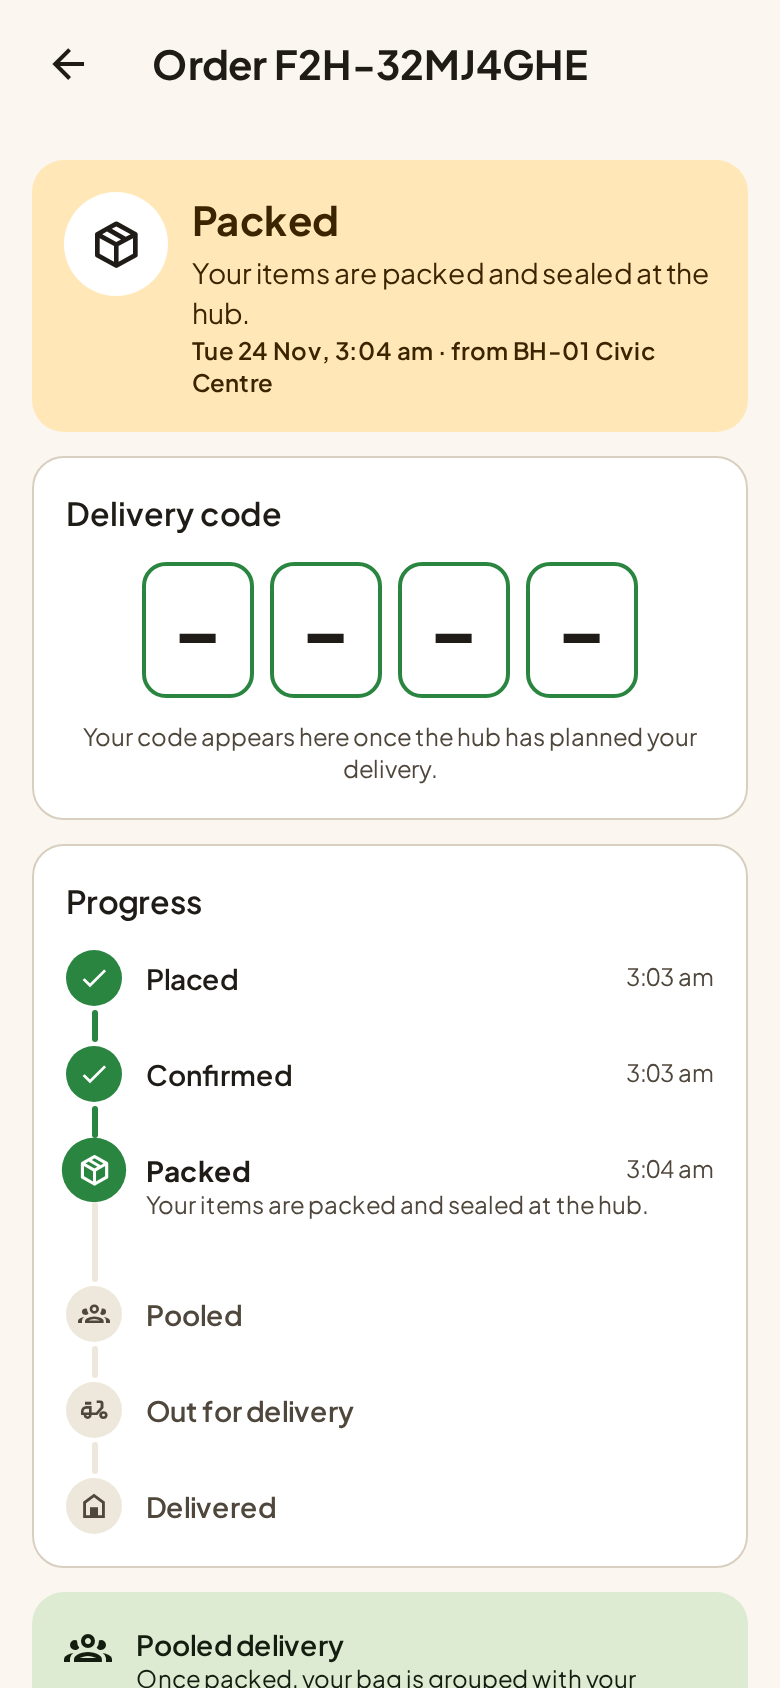 Order F2H-32MJ4GHE
Packed
Your items are packed and sealed at the
hub.
Tue 24 Nov, 3:04 am · from BH-01 Civic
Centre
Delivery code
– – – –
Your code appears here once the hub has planned your
delivery.
Progress
Placed 3:03 am
Confirmed 3:03 am
Packed 3:04 am
Your items are packed and sealed at the hub.
Pooled
Out for delivery
Delivered
Pooled delivery
Once packed, your bag is grouped with your